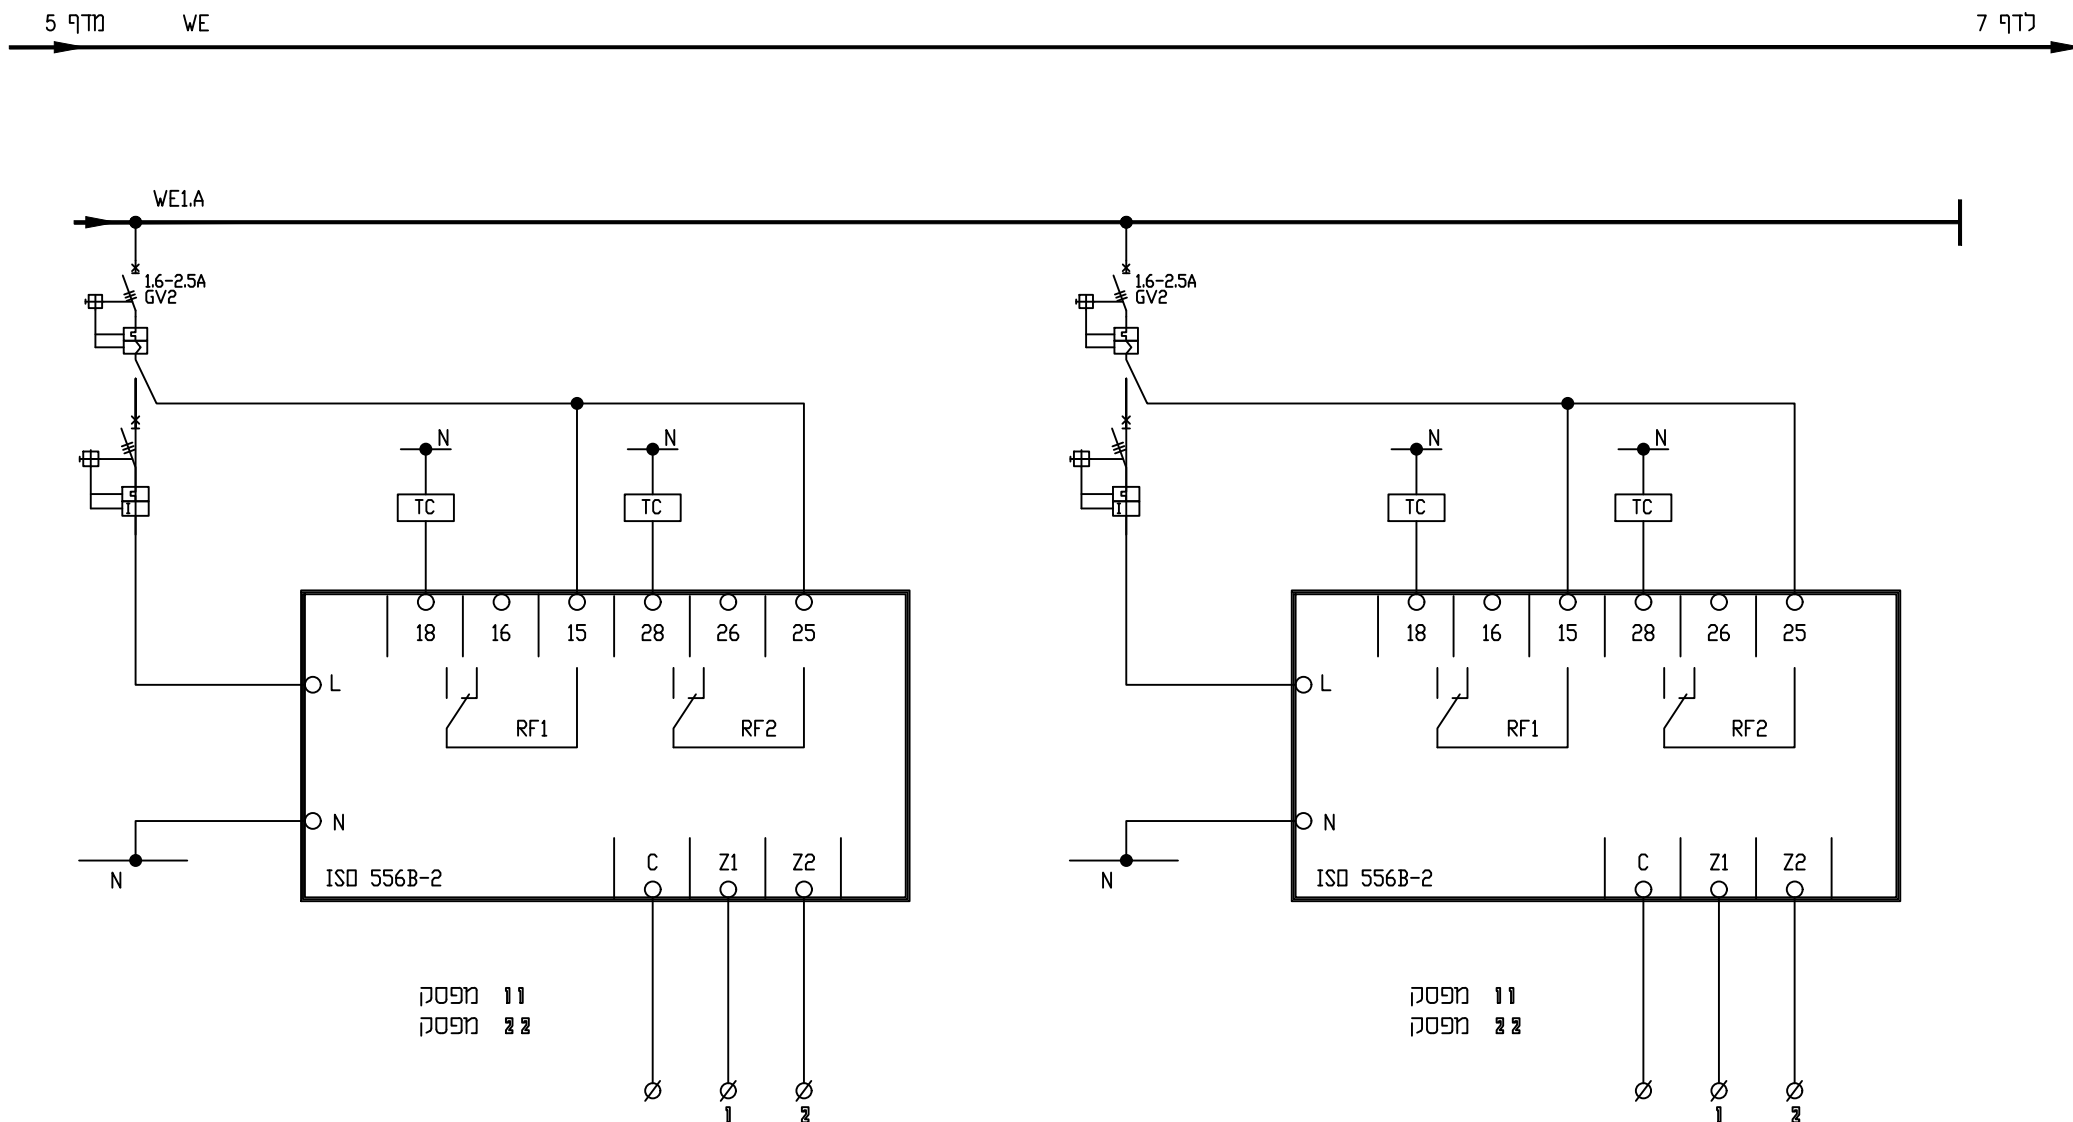 מדף 5 WE לדף 7
WE1.A
1.6-2.5A 1.6-2.5A
GV2 GV2
N N N N
TC TC TC TC
I I
18 16 15 28 26 25 18 16 15 28 26 25
L L
RF1 RF2 RF1 RF2
N N
C Z1 Z2 C Z1 Z2
N ISO 556B-2 N ISO 556B-2
מפסק 11 מפסק 11
מפסק 22 מפסק 22
1 2 1 2